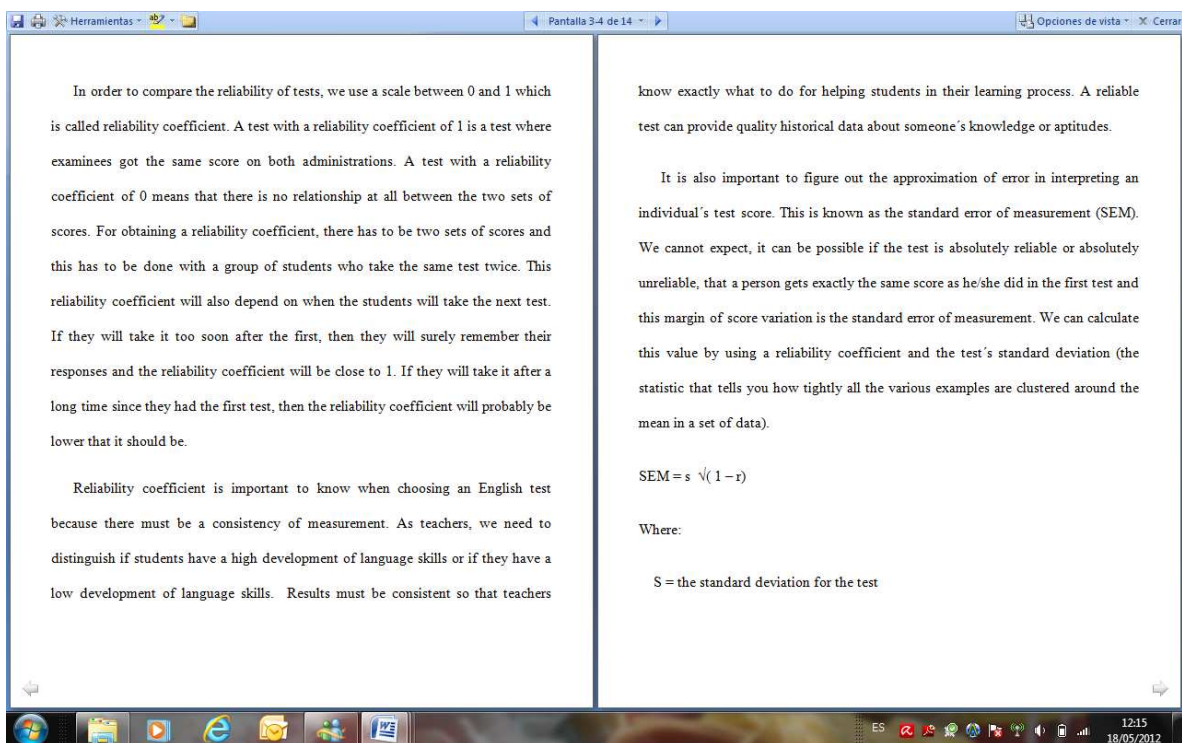 Herramientas
Pantalla 3-4 de 14
Opciones de vista
Cerrar
In order to compare the reliability of tests, we use a scale between 0 and 1 which
is called reliability coefficient. A test with a reliability coefficient of 1 is a test where
examinees got the same score on both administrations. A test with a reliability
coefficient of 0 means that there is no relationship at all between the two sets of
scores. For obtaining a reliability coefficient, there has to be two sets of scores and
this has to be done with a group of students who take the same test twice. This
reliability coefficient will also depend on when the students will take the next test.
If they will take it too soon after the first, then they will surely remember their
responses and the reliability coefficient will be close to 1. If they will take it after a
long time since they had the first test, then the reliability coefficient will probably be
lower that it should be.
Reliability coefficient is important to know when choosing an English test
because there must be a consistency of measurement. As teachers, we need to
distinguish if students have a high development of language skills or if they have a
low development of language skills. Results must be consistent so that teachers
know exactly what to do for helping students in their learning process. A reliable
test can provide quality historical data about someone´s knowledge or aptitudes.
It is also important to figure out the approximation of error in interpreting an
individual´s test score. This is known as the standard error of measurement (SEM).
We cannot expect, it can be possible if the test is absolutely reliable or absolutely
unreliable, that a person gets exactly the same score as he/she did in the first test and
this margin of score variation is the standard error of measurement. We can calculate
this value by using a reliability coefficient and the test´s standard deviation (the
statistic that tells you how tightly all the various examples are clustered around the
mean in a set of data).
SEM = s √( 1 – r)
Where:
S = the standard deviation for the test
ES
12:15
18/05/2012